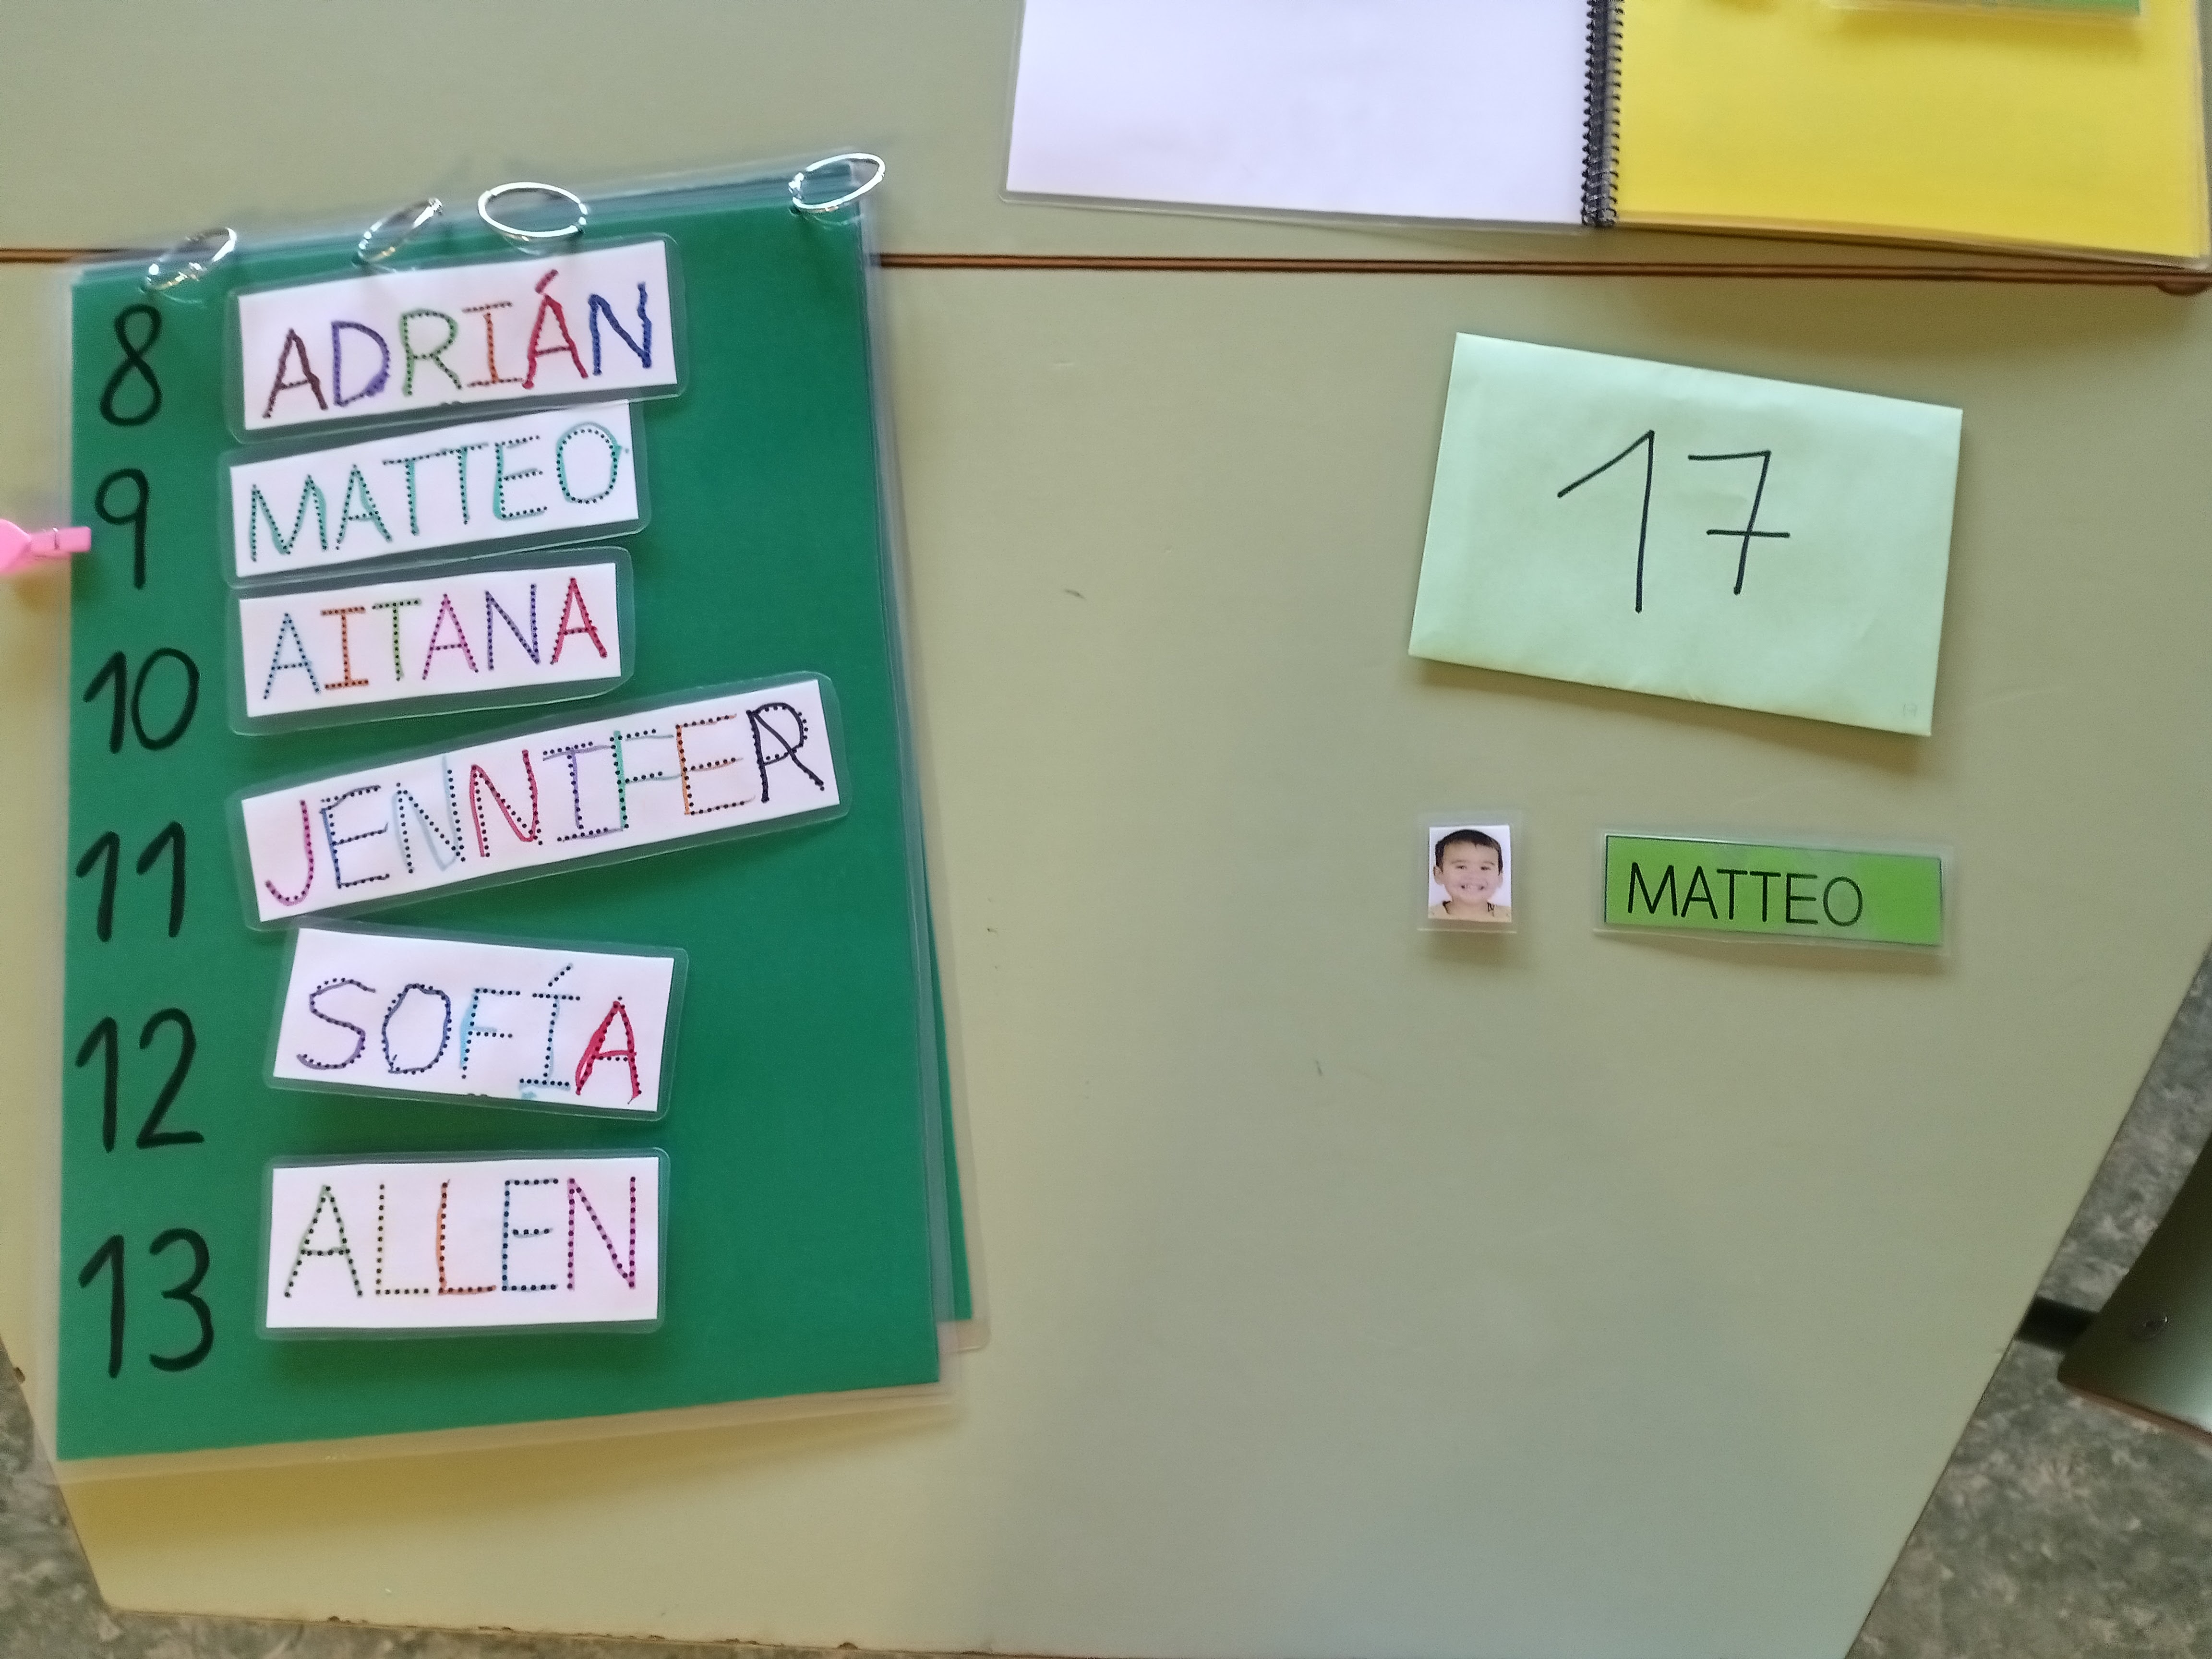 8 ADRIÁN
9 MATTEO
10 AITANA
11 JENNIFER
12 SOFÍA
13 ALLEN
17
MATTEO